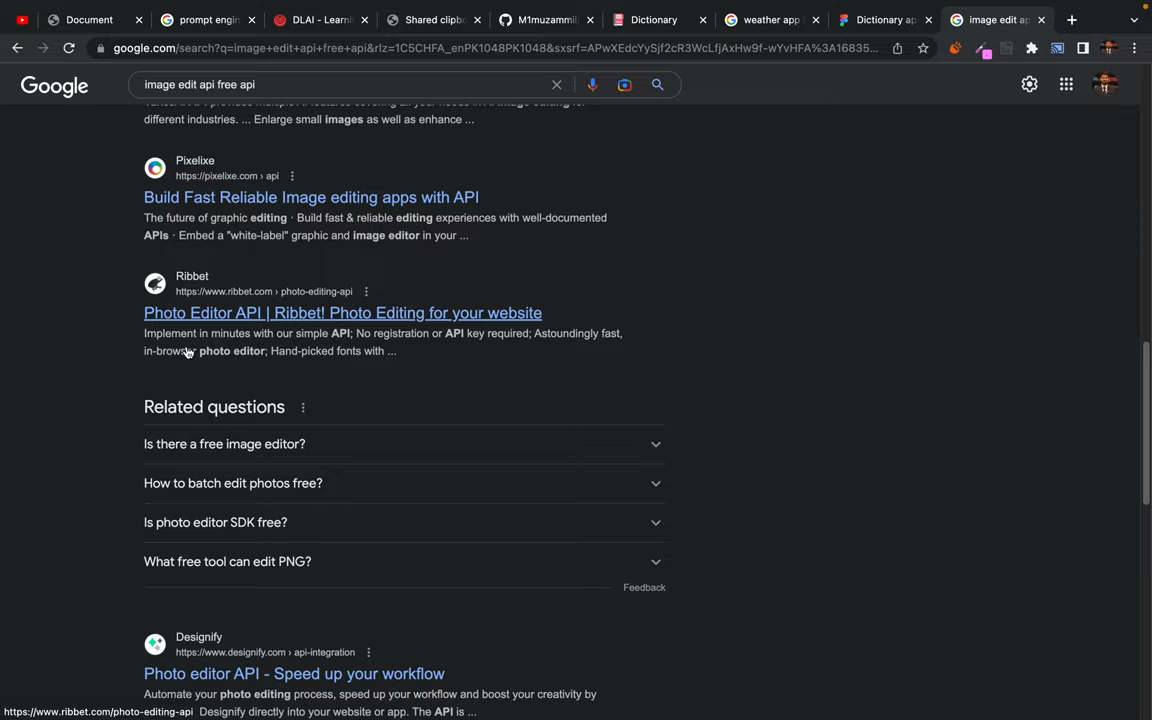 Document
prompt engin
DLAI - Learni
Shared clipbo
M1muzammil
Dictionary
weather app
Dictionary ap
image edit ap
google.com/search?q=image+edit+api+free+api&rlz=1C5CHFA_enPK1048PK1048&sxsrf=APwXEdcYySjf2cR3WcLfjAxHw9f-wYvHFA%3A16835...
Google
image edit api free api
different industries. ... Enlarge small images as well as enhance ...
Pixelixe
https://pixelixe.com › api
Build Fast Reliable Image editing apps with API
The future of graphic editing · Build fast & reliable editing experiences with well-documented
APIs · Embed a "white-label" graphic and image editor in your ...
Ribbet
https://www.ribbet.com › photo-editing-api
Photo Editor API | Ribbet! Photo Editing for your website
Implement in minutes with our simple API; No registration or API key required; Astoundingly fast,
in-browser photo editor; Hand-picked fonts with ...
Related questions
Is there a free image editor?
How to batch edit photos free?
Is photo editor SDK free?
What free tool can edit PNG?
Feedback
Designify
https://www.designify.com › api-integration
Photo editor API - Speed up your workflow
Automate your photo editing process, speed up your workflow and boost your creativity by
https://www.ribbet.com/photo-editing-api
Designify directly into your website or app. The API is ...